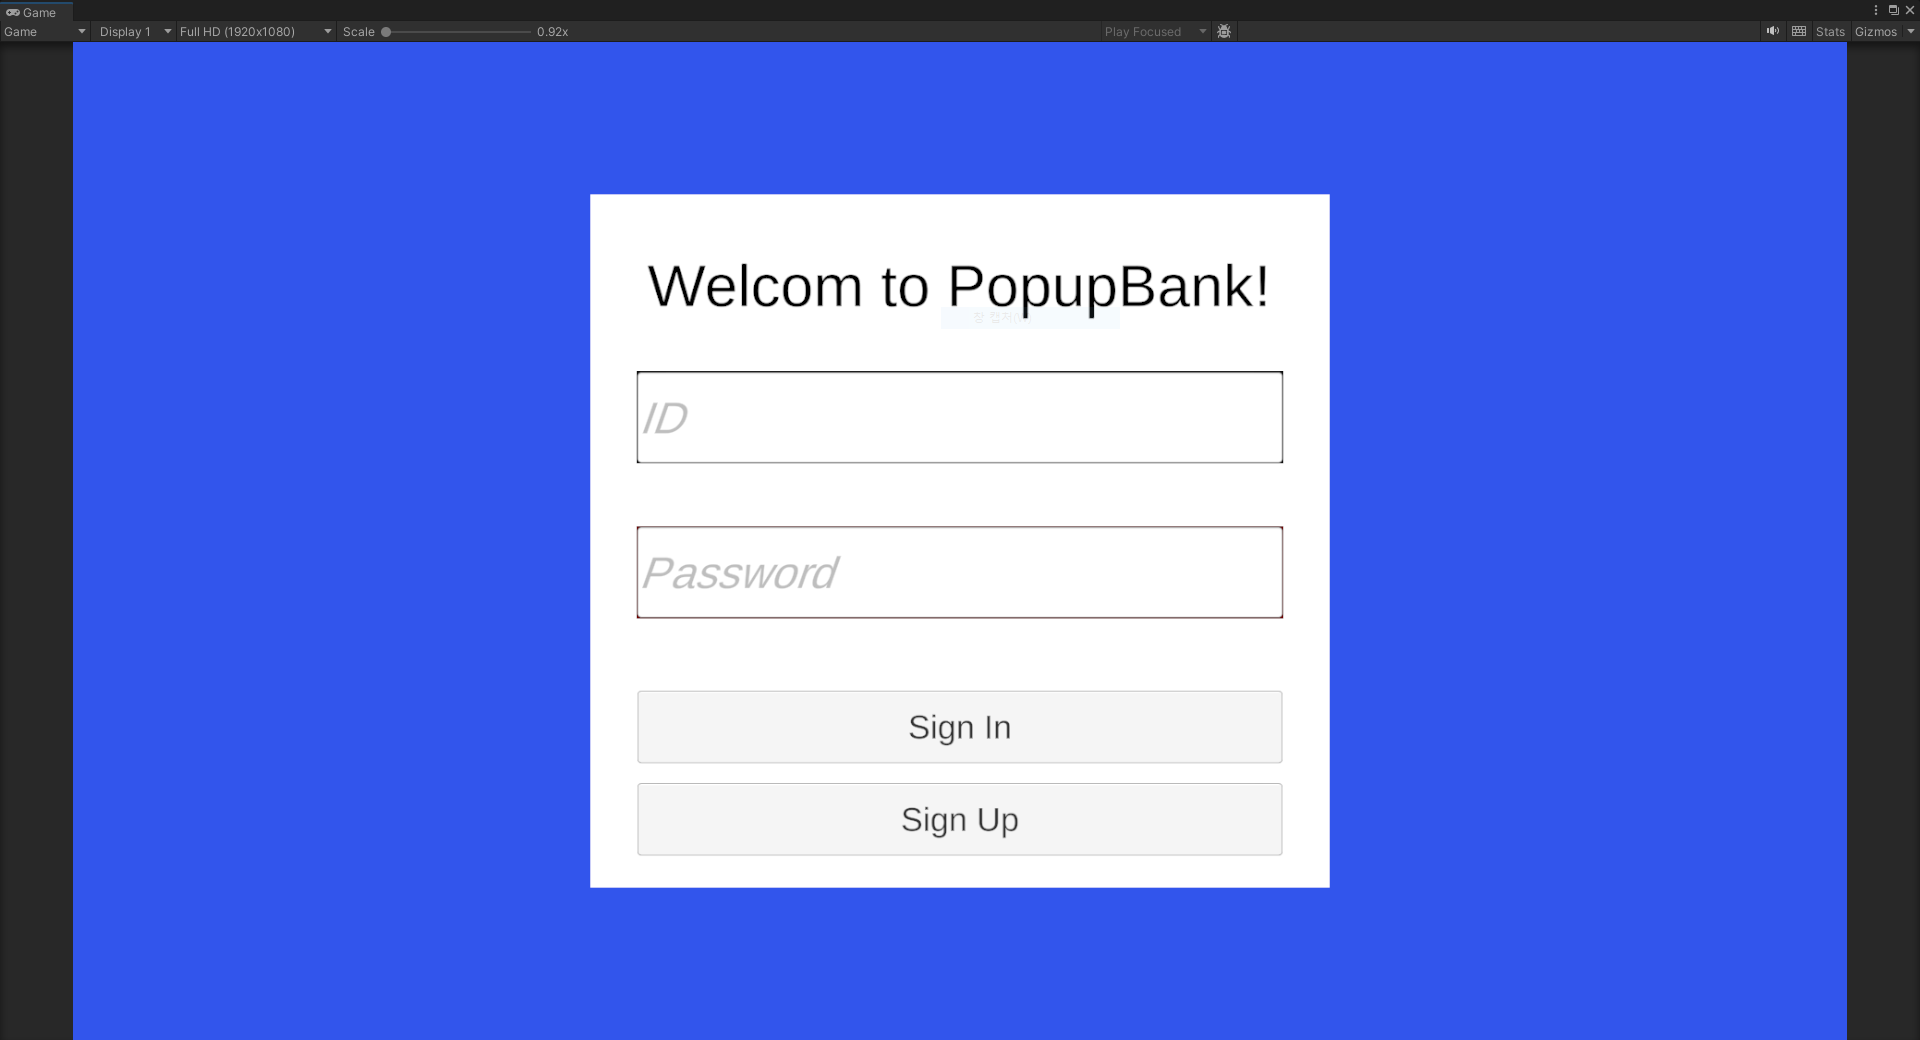 Game
Game Display 1 Full HD (1920x1080) Scale 0.92x Play Focused Stats Gizmos
Welcom to PopupBank!
ID
Password
Sign In
Sign Up